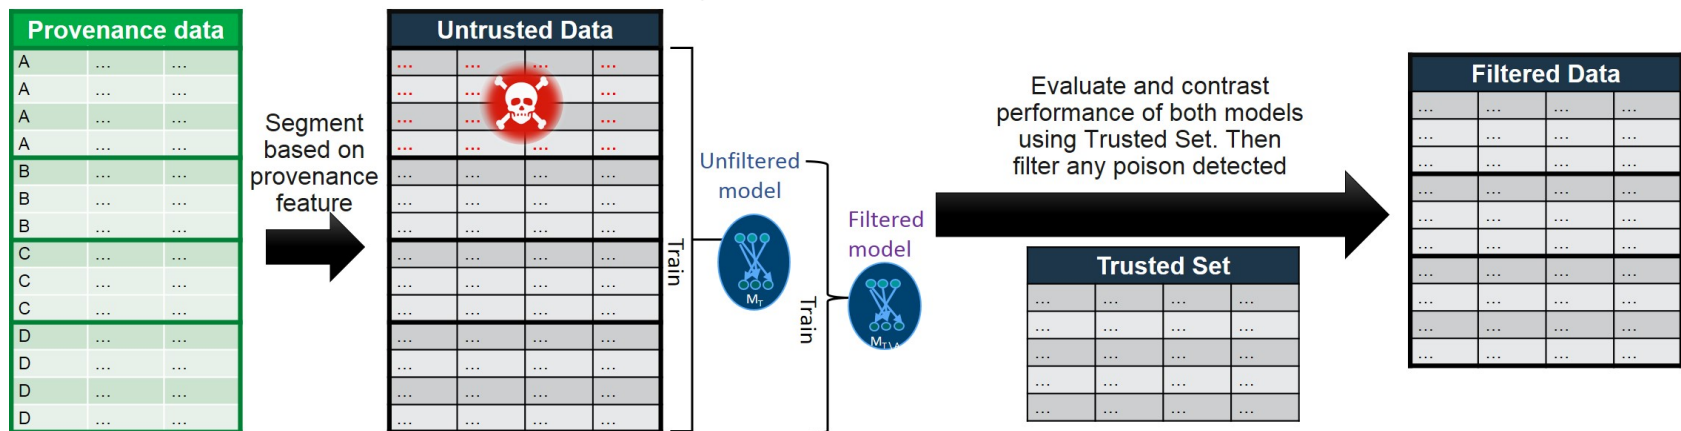 Provenance data
A ... ...
A ... ...
A ... ...
A ... ...
B ... ...
B ... ...
B ... ...
C ... ...
C ... ...
C ... ...
D ... ...
D ... ...
D ... ...
D ... ...
Segment
based on
provenance
feature
Untrusted Data
... ... ... ...
... ... ...
... ... ...
... ... ... ...
... ... ... ...
... ... ... ...
... ... ... ...
... ... ... ...
... ... ... ...
... ... ... ...
... ... ... ...
... ... ... ...
... ... ... ...
... ... ... ...
Train
Unfiltered
model
M_T
Train
Filtered
model
Evaluate and contrast
performance of both models
using Trusted Set. Then
filter any poison detected
Trusted Set
... ... ... ...
... ... ... ...
... ... ... ...
... ... ... ...
... ... ... ...
Filtered Data
... ... ... ...
... ... ... ...
... ... ... ...
... ... ... ...
... ... ... ...
... ... ... ...
... ... ... ...
... ... ... ...
... ... ... ...
... ... ... ...